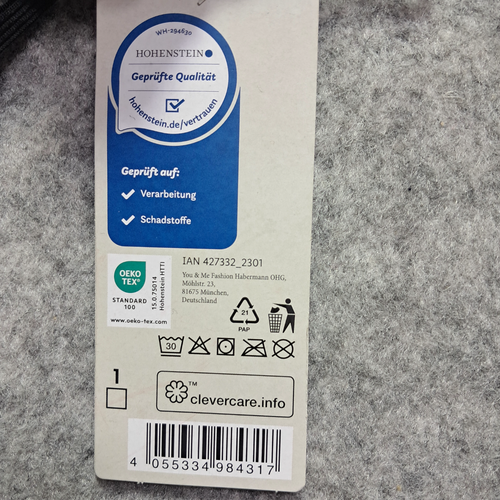 WH-294630
HOHENSTEIN
Geprüfte Qualität
hohenstein.de/vertrauen
Geprüft auf:
Verarbeitung
Schadstoffe
OEKO
TEX®
STANDARD
100
15.0.75014
Hohenstein HTTI
www.oeko-tex.com
IAN 427332_2301
You & Me Fashion Habermann OHG,
Möhlstr. 23,
81675 München,
Deutschland
21
PAP
30
1
™
clevercare.info
4 055334 984317